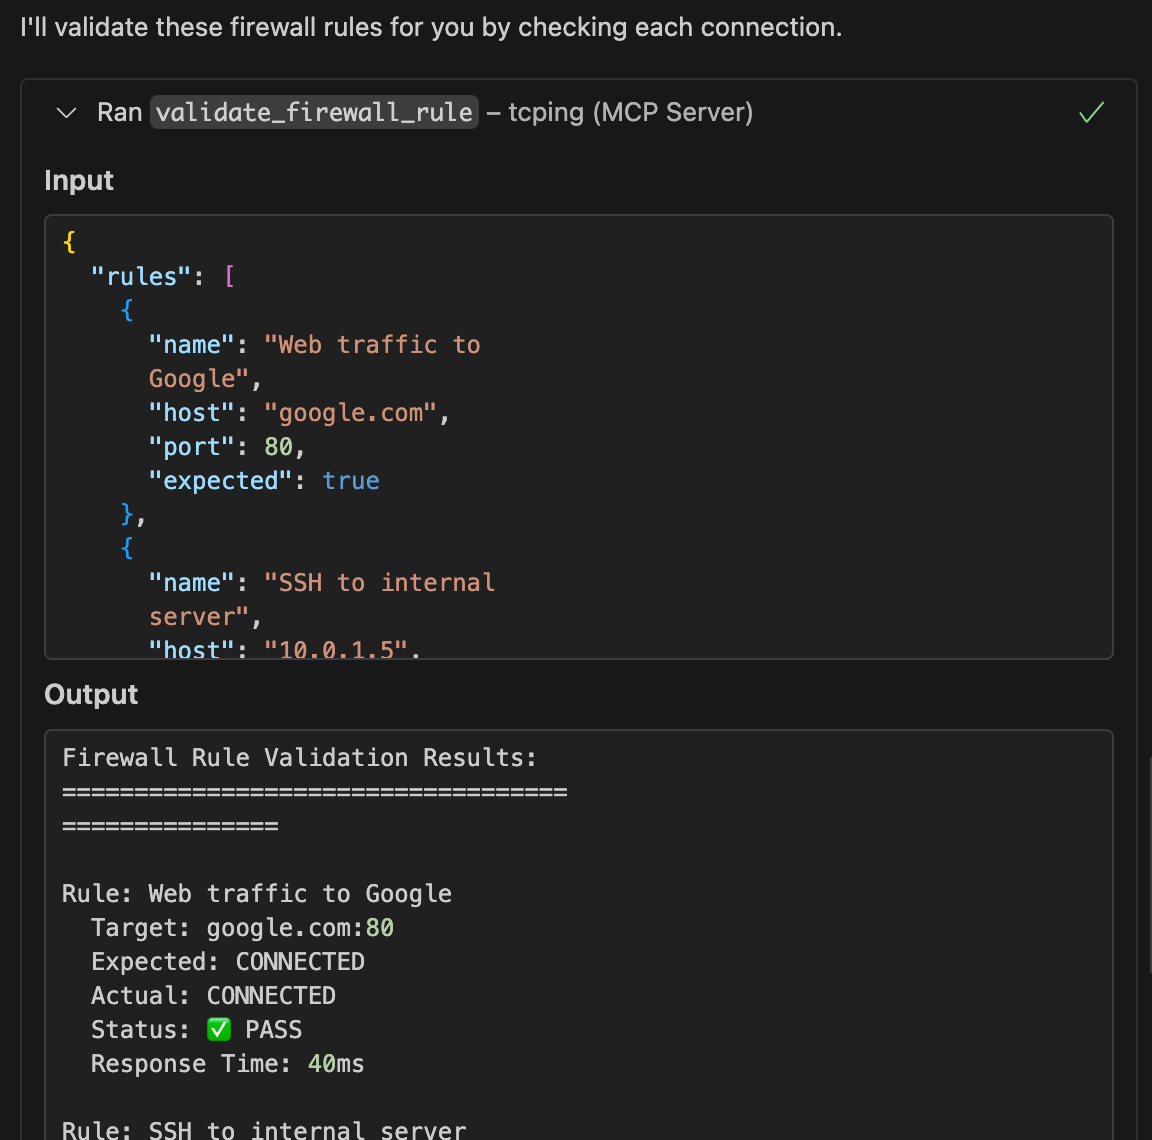 I'll validate these firewall rules for you by checking each connection.
Ran validate_firewall_rule – tcping (MCP Server)
Input
{
  "rules": [
    {
      "name": "Web traffic to
      Google",
      "host": "google.com",
      "port": 80,
      "expected": true
    },
    {
      "name": "SSH to internal
      server",
      "host": "10.0.1.5",
Output
Firewall Rule Validation Results:
===================================
===============
Rule: Web traffic to Google
  Target: google.com:80
  Expected: CONNECTED
  Actual: CONNECTED
  Status: ✅ PASS
  Response Time: 40ms
Rule: SSH to internal server